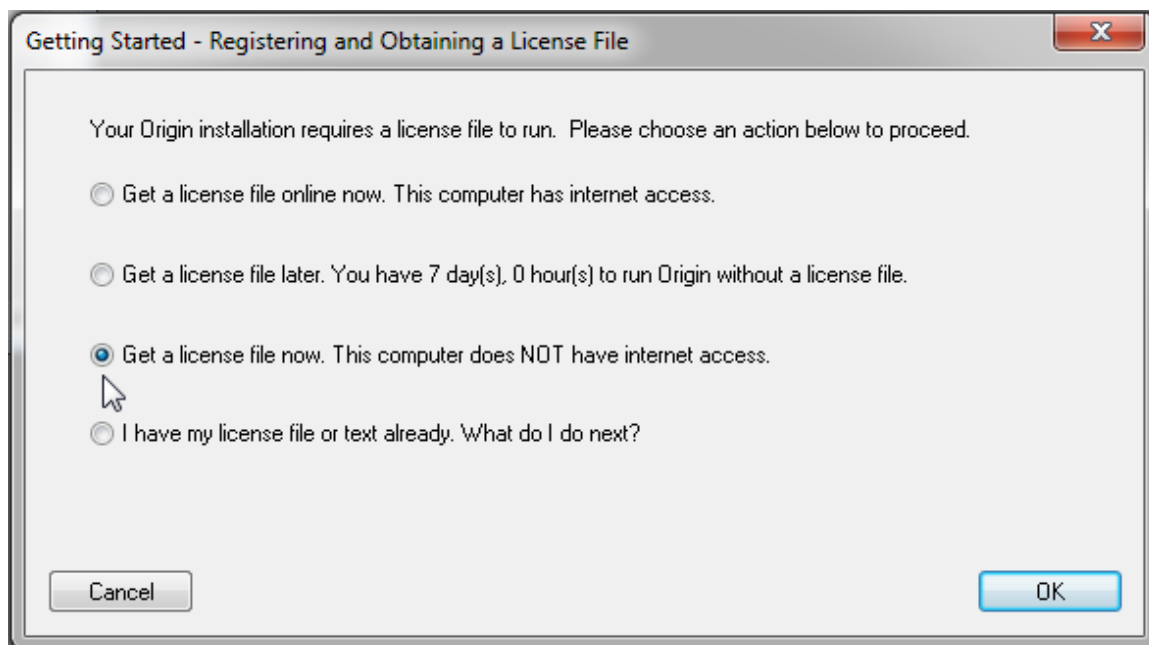 Getting Started - Registering and Obtaining a License File
Your Origin installation requires a license file to run. Please choose an action below to proceed.
Get a license file online now. This computer has internet access.
Get a license file later. You have 7 day(s), 0 hour(s) to run Origin without a license file.
Get a license file now. This computer does NOT have internet access.
I have my license file or text already. What do I do next?
Cancel OK